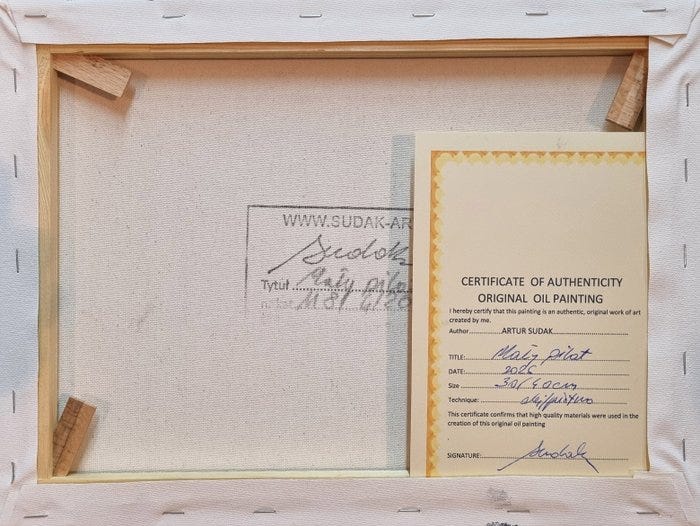 WWW.SUDAK-AR
Sudak
Tytuł Mały pilot
CERTIFICATE OF AUTHENTICITY
ORIGINAL OIL PAINTING
I hereby certify that this painting is an authentic, original work of art
created by me.
Author ARTUR SUDAK
TITLE: Mały pilot
DATE:
Size 30/40cm
Technique: olej/płótno
This certificate confirms that high quality materials were used in the
creation of this original oil painting
SIGNATURE: Sudak